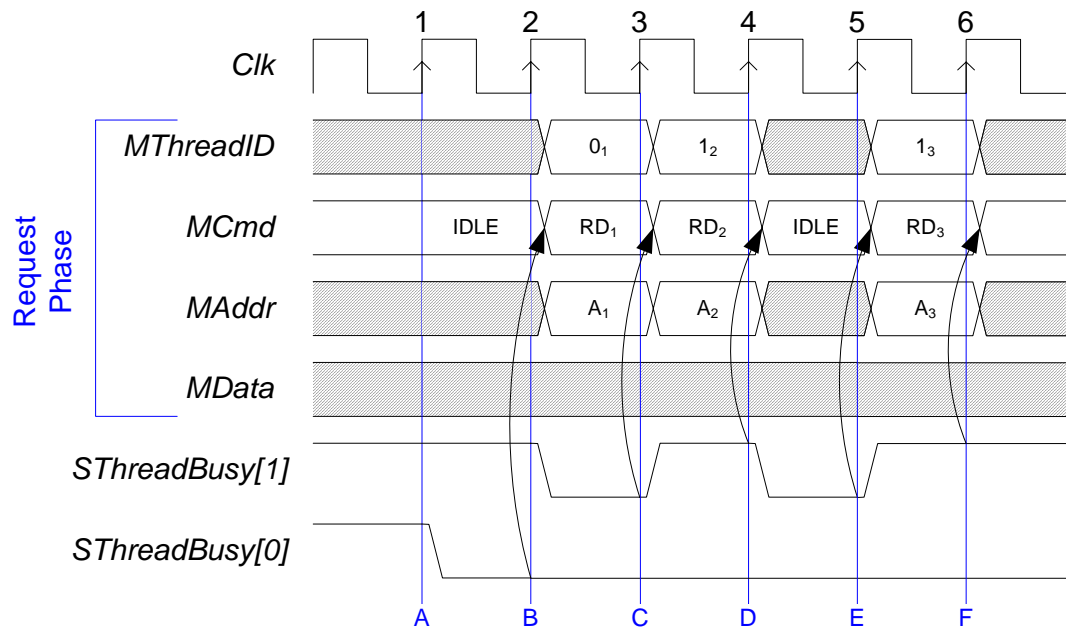 1 2 3 4 5 6
Clk
MThreadID 0₁ 1₂ 1₃
Request Phase
MCmd IDLE RD₁ RD₂ IDLE RD₃
MAddr A₁ A₂ A₃
MData
SThreadBusy[1]
SThreadBusy[0]
A B C D E F